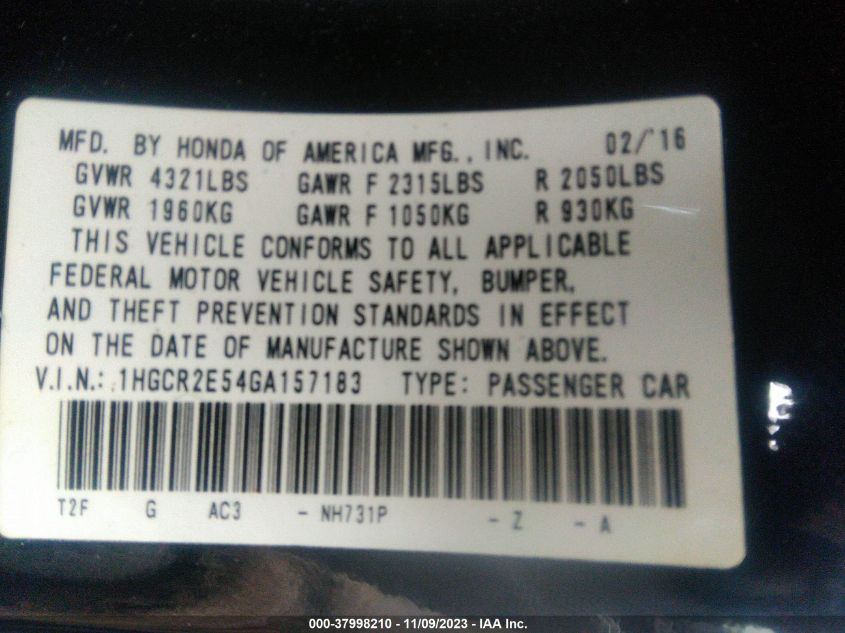 MFD. BY HONDA OF AMERICA MFG., INC. 02/16
GVWR 4321LBS GAWR F 2315LBS R 2050LBS
GVWR 1960KG GAWR F 1050KG R 930KG
THIS VEHICLE CONFORMS TO ALL APPLICABLE
FEDERAL MOTOR VEHICLE SAFETY, BUMPER,
AND THEFT PREVENTION STANDARDS IN EFFECT
ON THE DATE OF MANUFACTURE SHOWN ABOVE.
V.I.N.: 1HGCR2E54GA157183 TYPE: PASSENGER CAR
T2F G AC3 - NH731P - Z - A
000-37998210 - 11/09/2023 - IAA Inc.